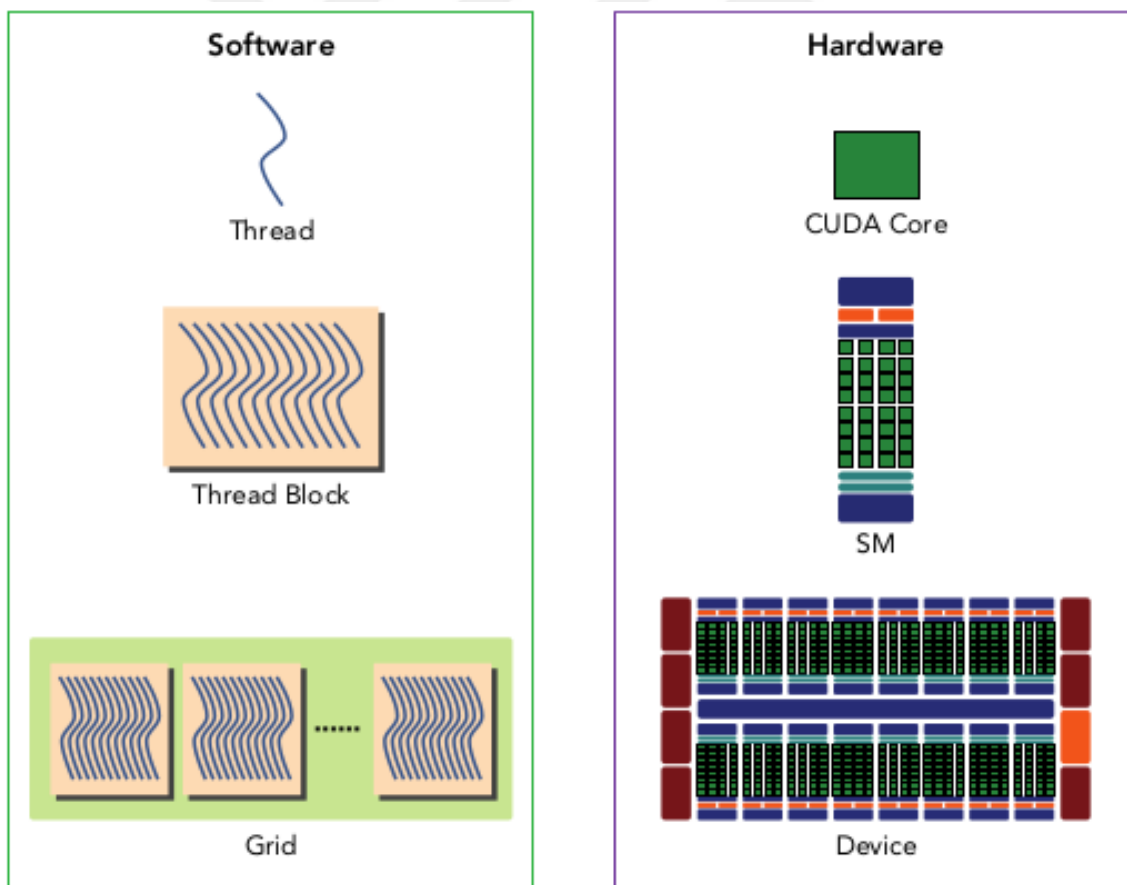 Software
Thread
Thread Block
Grid
Hardware
CUDA Core
SM
Device